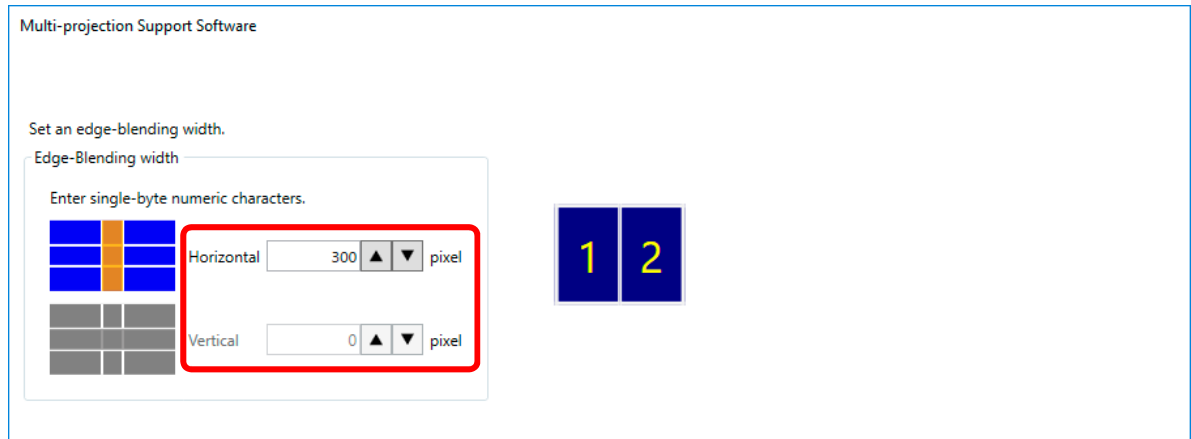 Multi-projection Support Software
Set an edge-blending width.
Edge-Blending width
Enter single-byte numeric characters.
Horizontal 300 ▲ ▼ pixel
Vertical 0 ▲ ▼ pixel
1 2